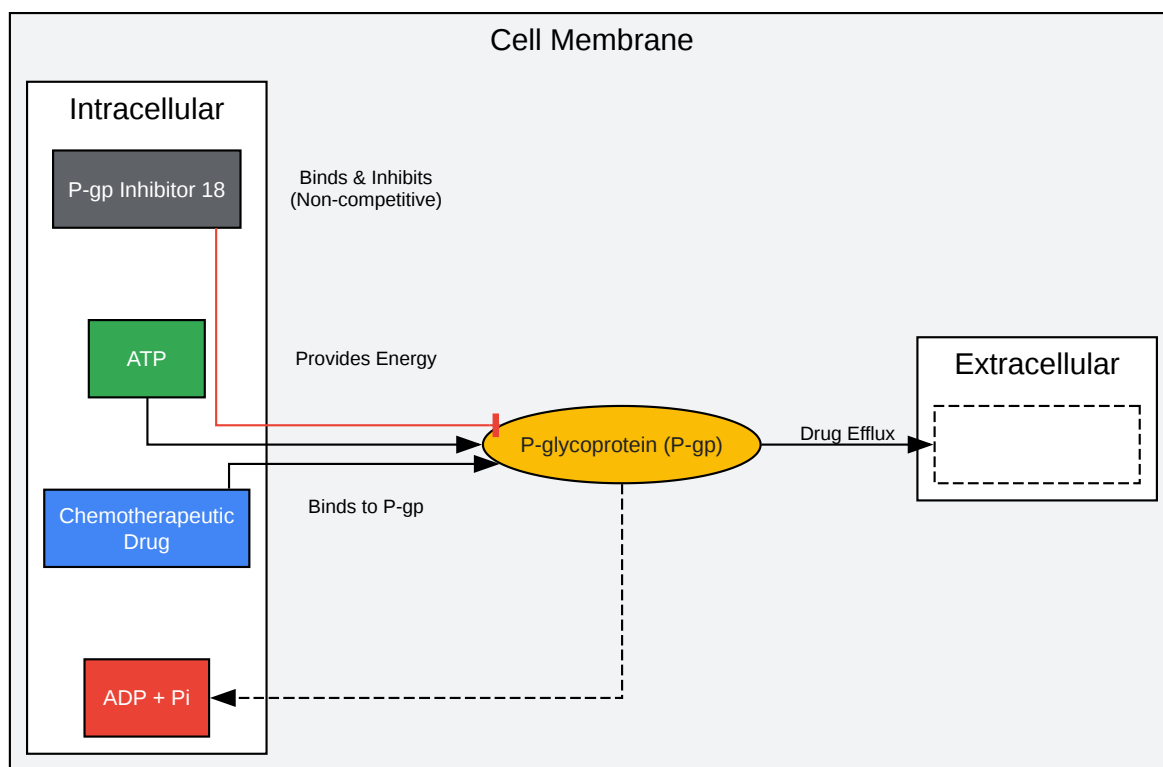 Cell Membrane
Intracellular
P-gp Inhibitor 18
Binds & Inhibits
(Non-competitive)
ATP
Provides Energy
Extracellular
P-glycoprotein (P-gp)
Drug Efflux
Binds to P-gp
Chemotherapeutic
Drug
ADP + Pi